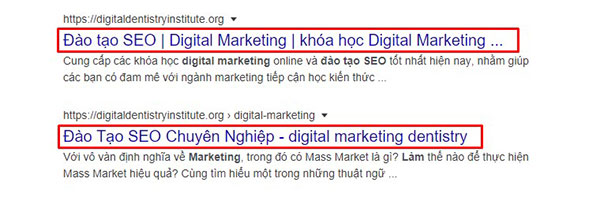 https://digitaldentistryinstitute.org
Đào tạo SEO | Digital Marketing | khóa học Digital Marketing ...
Cung cấp các khóa học digital marketing online và đào tạo SEO tốt nhất hiện nay, nhằm giúp
các bạn có đam mê với ngành marketing tiếp cận học kiến thức ...
https://digitaldentistryinstitute.org › digital-marketing
Đào Tạo SEO Chuyên Nghiệp - digital marketing dentistry
Với vô vàn định nghĩa về Marketing, trong đó có Mass Market là gì? Làm thế nào để thực hiện
Mass Market hiệu quả? Cùng tìm hiểu một trong những thuật ngữ ...